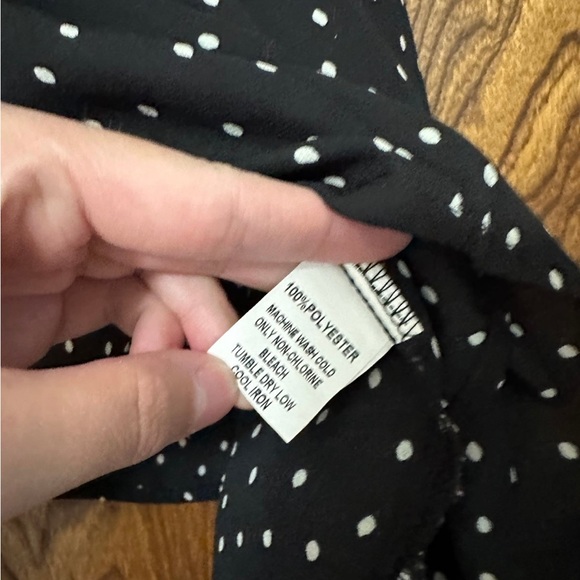 100%POLYESTER
MACHINE WASH COLD
ONLY NON-CHLORINE
BLEACH
TUMBLE DRY LOW
COOL IRON